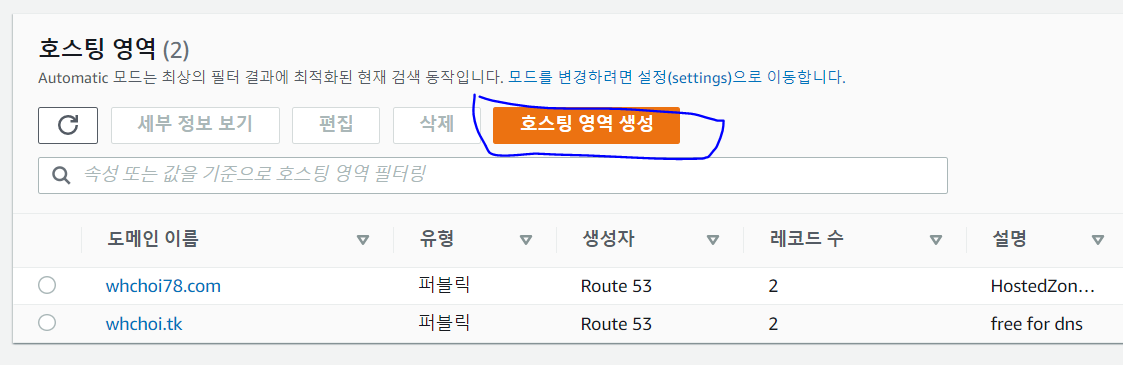 호스팅 영역 (2)
Automatic 모드는 최상의 필터 결과에 최적화된 현재 검색 동작입니다. 모드를 변경하려면 설정(settings)으로 이동합니다.
세부 정보 보기 편집 삭제 호스팅 영역 생성
속성 또는 값을 기준으로 호스팅 영역 필터링
도메인 이름 유형 생성자 레코드 수 설명
whchoi78.com 퍼블릭 Route 53 2 HostedZon...
whchoi.tk 퍼블릭 Route 53 2 free for dns